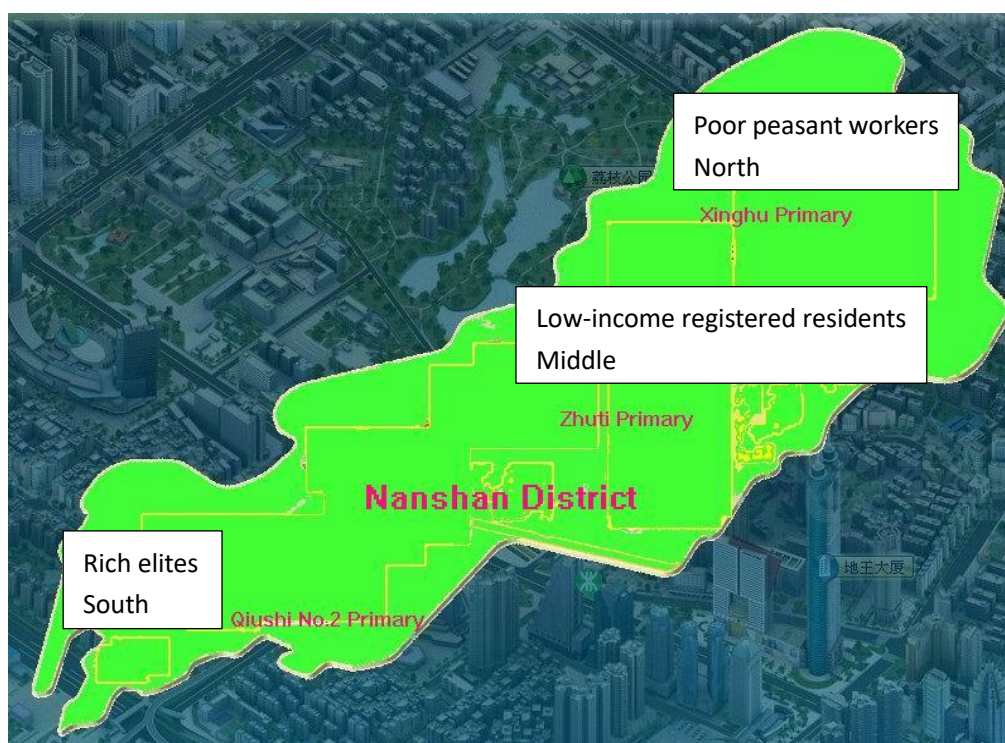 Poor peasant workers
North
荔枝公园
Xinghu Primary
Low-income registered residents
Middle
Zhuti Primary
Nanshan District
Rich elites
South
地王大厦
Qiushi No.2 Primary